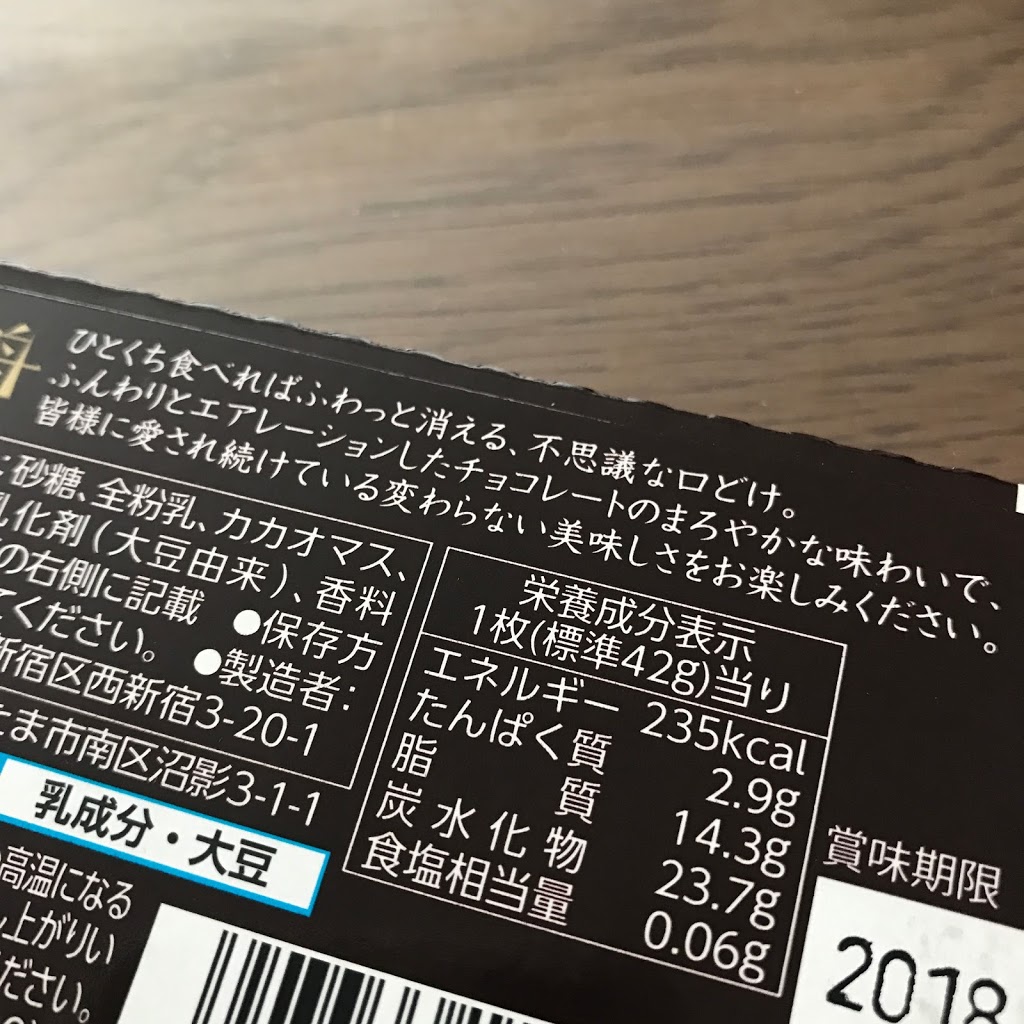 ひとくち食べればふわっと消える、不思議な口どけ。
ふんわりとエアレーションしたチョコレートのまろやかな味わいで、
皆様に愛され続けている変わらない美味しさをお楽しみください。
砂糖、全粉乳、カカオマス、
乳化剤(大豆由来)、香料
の右側に記載 ●保存方
てください。 ●製造者:
新宿区西新宿3-20-1
たま市南区沼影3-1-1
乳成分・大豆
高温になる
し上がりい
ださい。
栄養成分表示
1枚(標準42g)当り
エネルギー 235kcal
たんぱく質 2.9g
脂質 14.3g
炭水化物 23.7g
食塩相当量 0.06g
賞味期限
2018